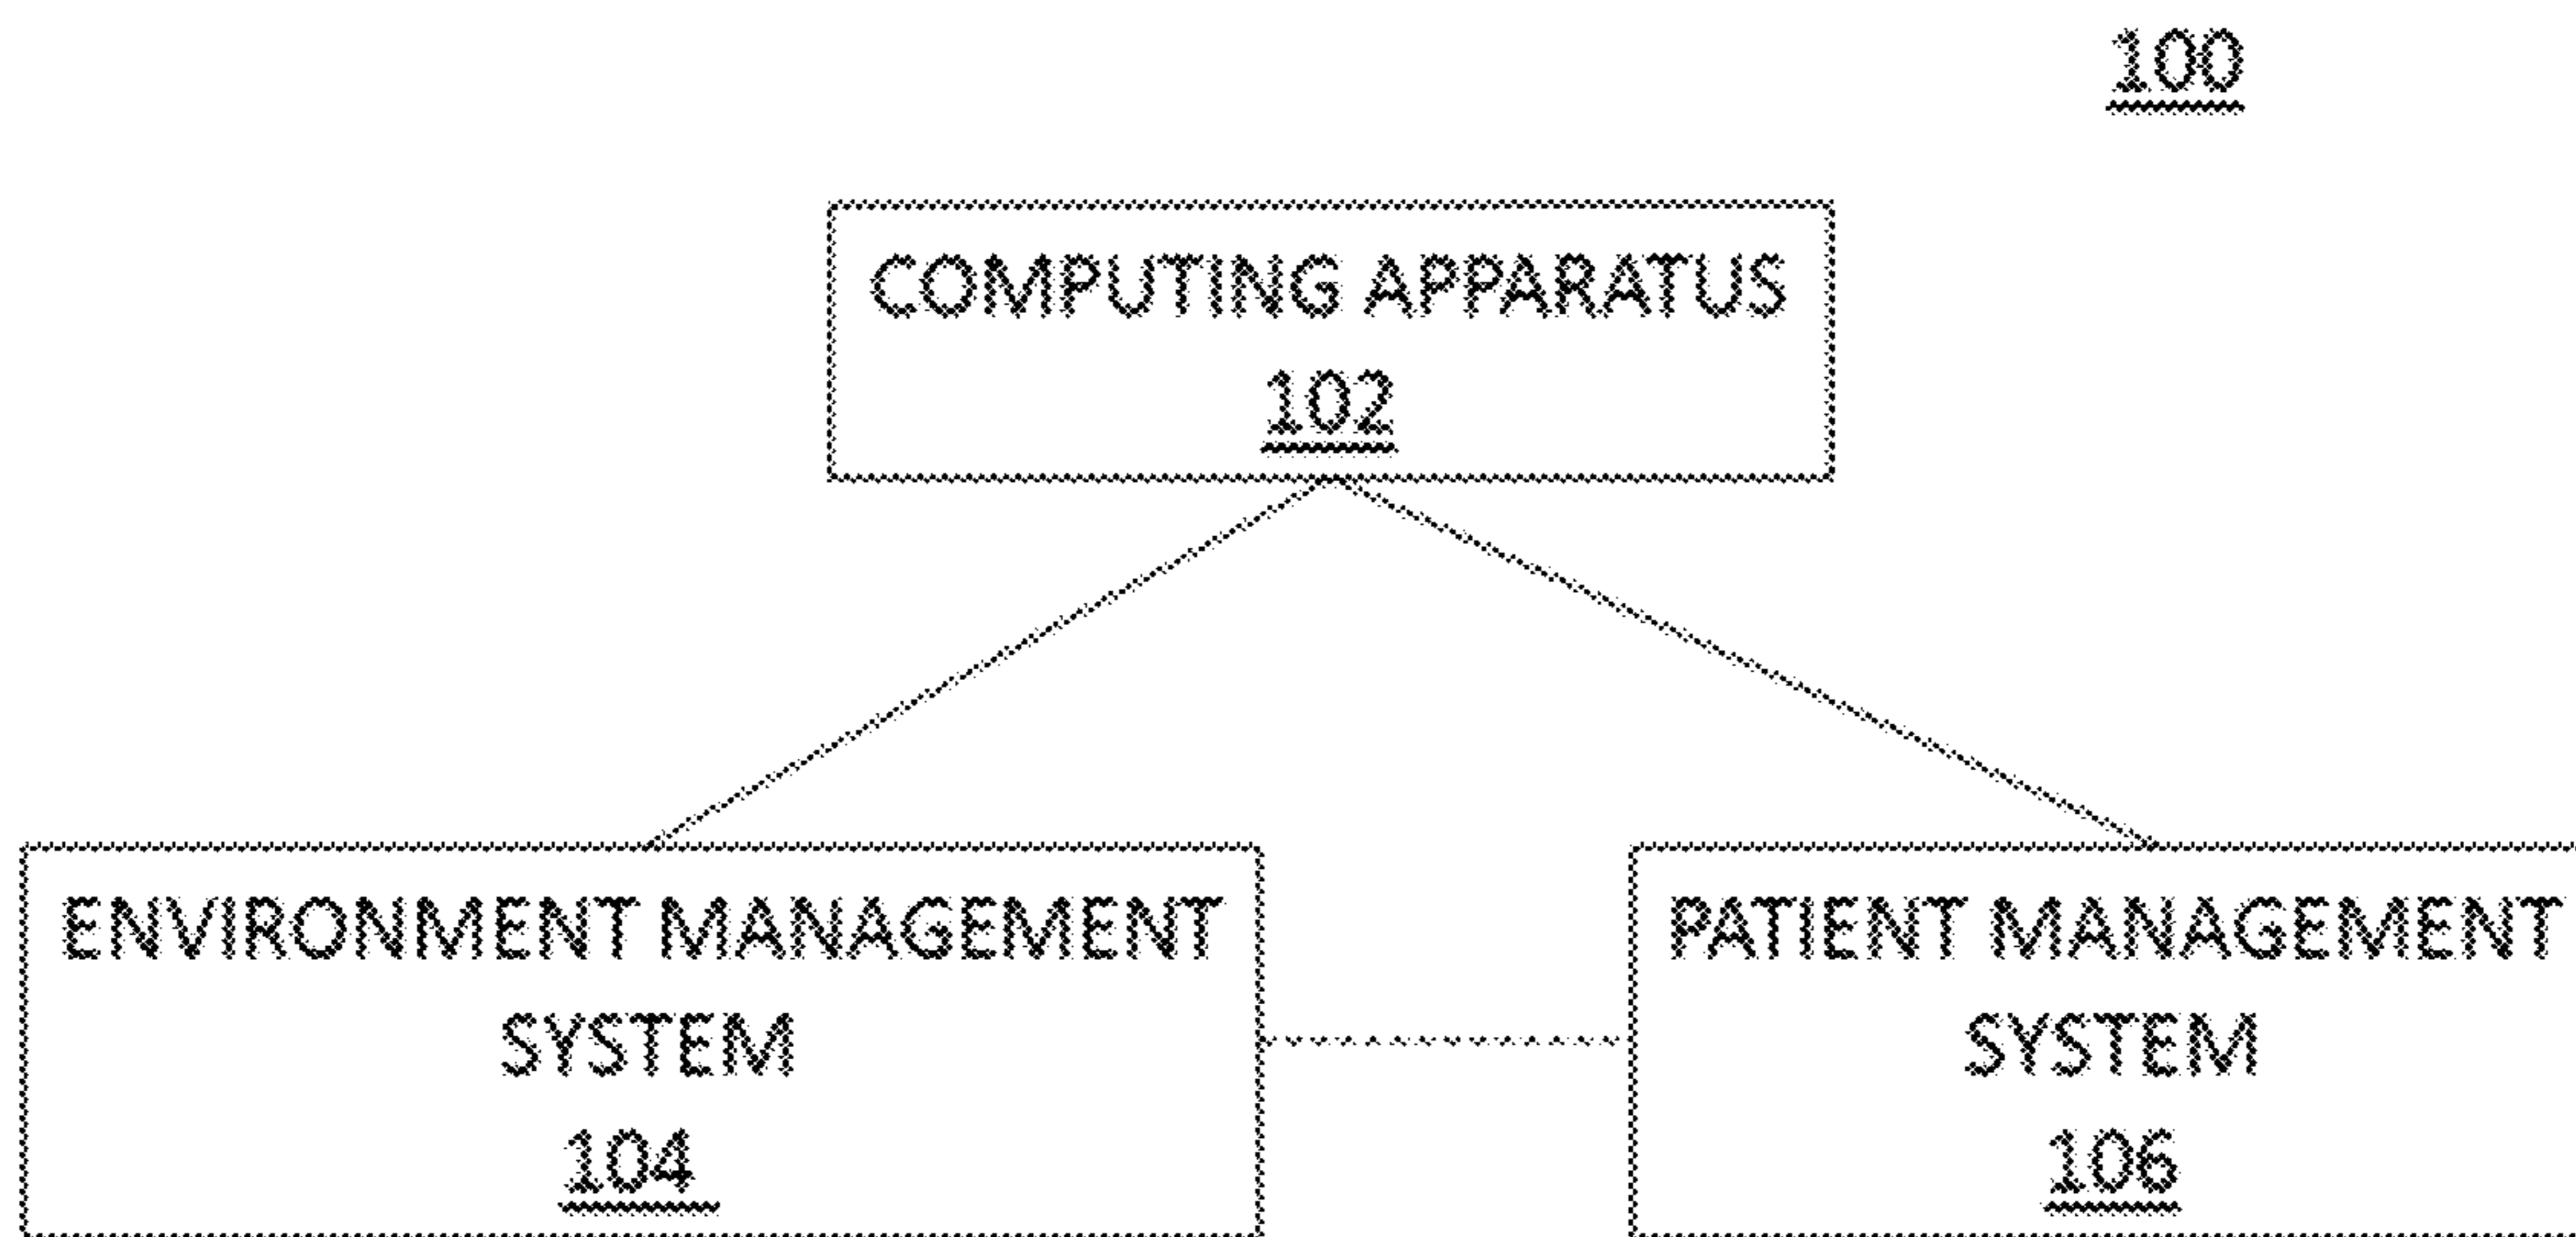 100
COMPUTING APPARATUS
102
ENVIRONMENT MANAGEMENT
SYSTEM
104
PATIENT MANAGEMENT
SYSTEM
106